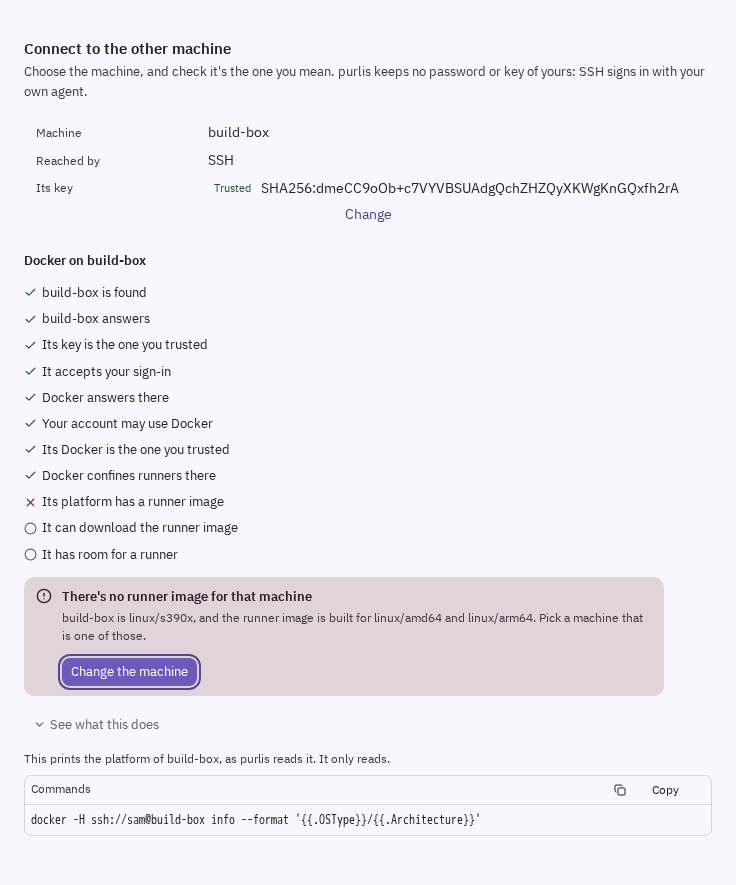 Connect to the other machine
Choose the machine, and check it's the one you mean. purlis keeps no password or key of yours: SSH signs in with your
own agent.
Machine build-box
Reached by SSH
Its key Trusted SHA256:dmeCC9oOb+c7VYVBSUAdgQchZHZQyXKWgKnGQxfh2rA
Change
Docker on build-box
build-box is found
build-box answers
Its key is the one you trusted
It accepts your sign-in
Docker answers there
Your account may use Docker
Its Docker is the one you trusted
Docker confines runners there
Its platform has a runner image
It can download the runner image
It has room for a runner
There's no runner image for that machine
build-box is linux/s390x, and the runner image is built for linux/amd64 and linux/arm64. Pick a machine that
is one of those.
Change the machine
See what this does
This prints the platform of build-box, as purlis reads it. It only reads.
Commands Copy
docker -H ssh://sam@build-box info --format '{{.OSType}}/{{.Architecture}}'